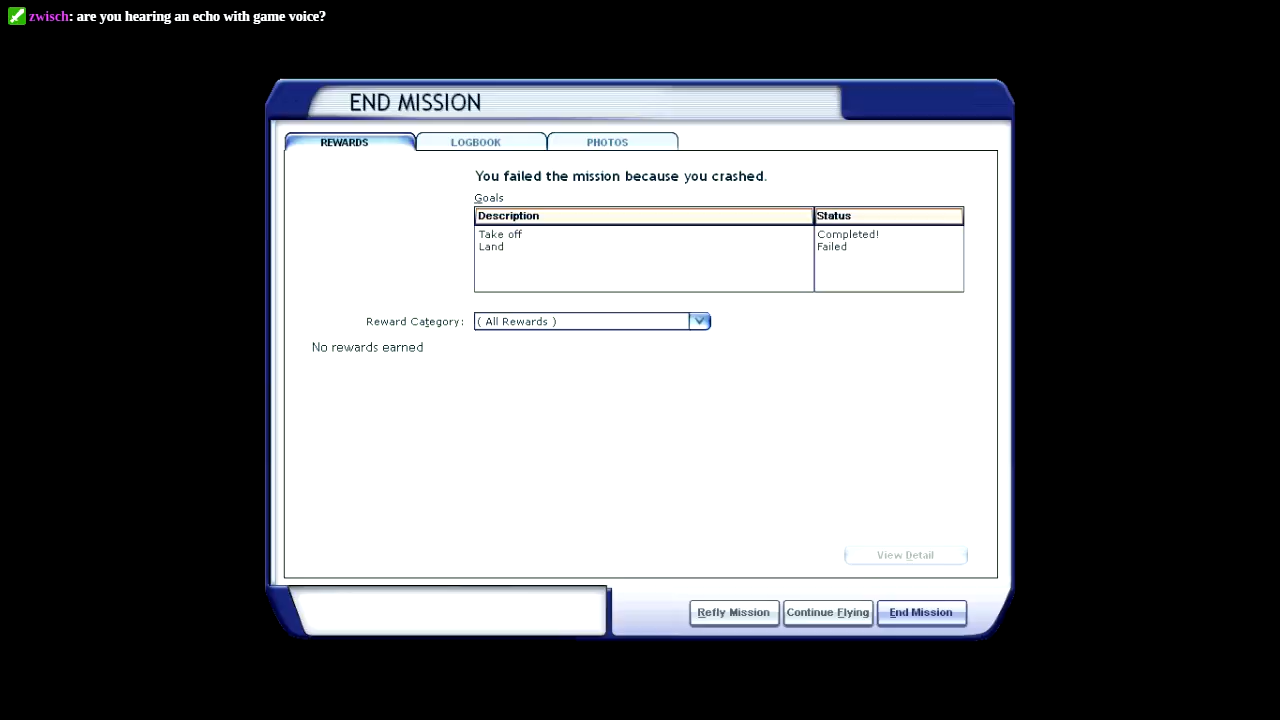 zwisch: are you hearing an echo with game voice?
END MISSION
REWARDS LOGBOOK PHOTOS
You failed the mission because you crashed.
Goals
Description Status
Take off Completed!
Land Failed
Reward Category: ( All Rewards )
No rewards earned
View Detail
Refly Mission Continue Flying End Mission